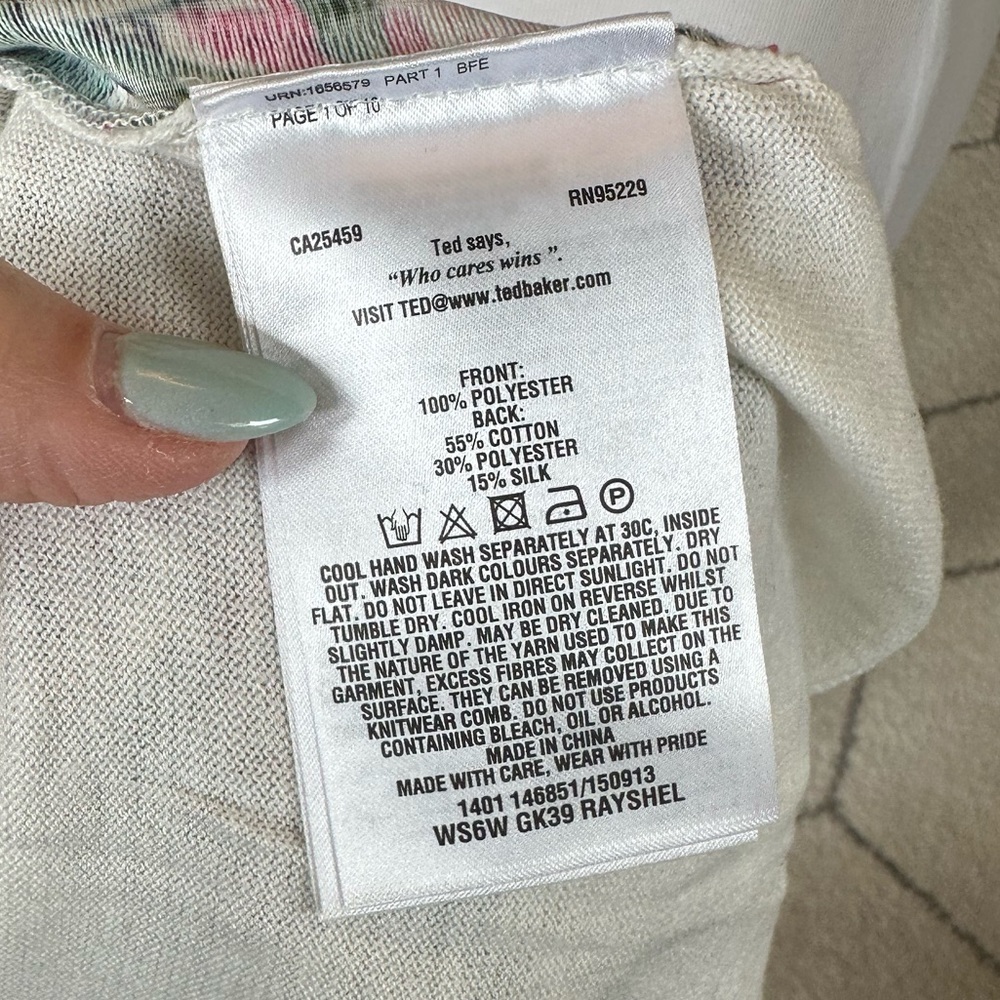 URN:1656579 PART 1 BFE
PAGE 1 OF 10
RN95229
CA25459
Ted says,
“Who cares wins”.
VISIT TED@www.tedbaker.com
FRONT:
100% POLYESTER
BACK:
55% COTTON
30% POLYESTER
15% SILK
P
COOL HAND WASH SEPARATELY AT 30C, INSIDE
OUT. WASH DARK COLOURS SEPARATELY. DRY
FLAT. DO NOT LEAVE IN DIRECT SUNLIGHT. DO NOT
TUMBLE DRY. COOL IRON ON REVERSE WHILST
SLIGHTLY DAMP. MAY BE DRY CLEANED. DUE TO
THE NATURE OF THE YARN USED TO MAKE THIS
GARMENT, EXCESS FIBRES MAY COLLECT ON THE
SURFACE. THEY CAN BE REMOVED USING A
KNITWEAR COMB. DO NOT USE PRODUCTS
CONTAINING BLEACH, OIL OR ALCOHOL.
MADE IN CHINA
MADE WITH CARE, WEAR WITH PRIDE
1401 146851/150913
WS6W GK39 RAYSHEL